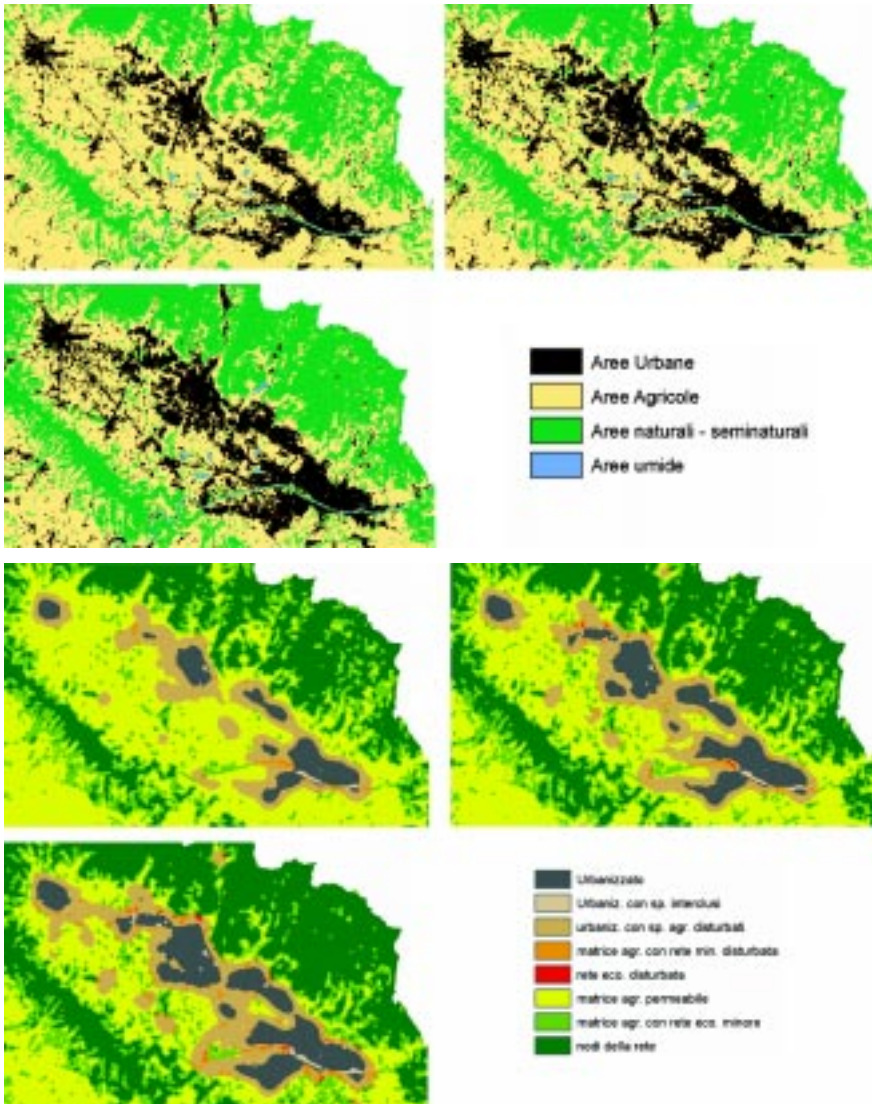 Aree Urbane
Aree Agricole
Aree naturali - seminaturali
Aree umide
Urbanizzato
Urbaniz. con sp. interclusi
urbaniz. con sp. agr. disturbati
matrice agr. con rete min. disturbata
rete eco. disturbata
matrice agr. permeabile
matrice agr. con rete eco. minore
nodi della rete